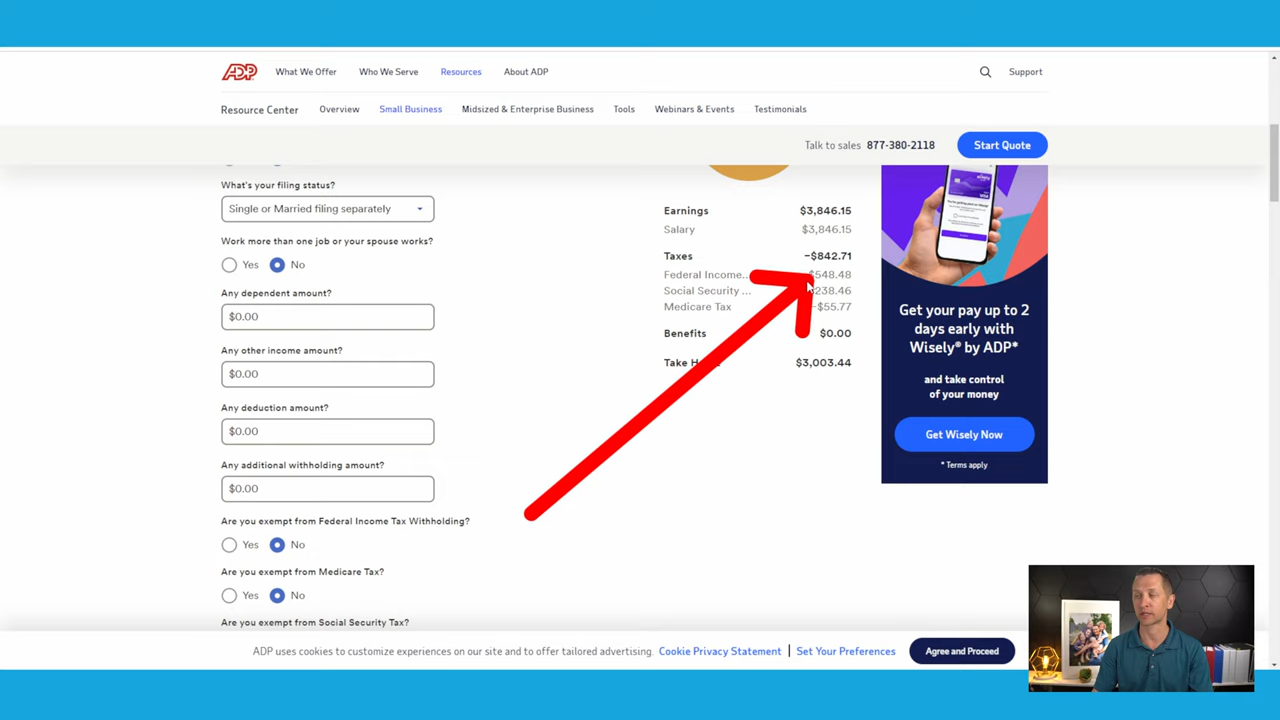 ADP What We Offer Who We Serve Resources About ADP Support
Resource Center Overview Small Business Midsized & Enterprise Business Tools Webinars & Events Testimonials
Talk to sales 877-380-2118 Start Quote
What's your filing status?
Single or Married filing separately
Work more than one job or your spouse works?
Yes No
Any dependent amount?
$0.00
Any other income amount?
$0.00
Any deduction amount?
$0.00
Any additional withholding amount?
$0.00
Are you exempt from Federal Income Tax Withholding?
Yes No
Are you exempt from Medicare Tax?
Yes No
Are you exempt from Social Security Tax?
Earnings $3,846.15
Salary $3,846.15
Taxes -$842.71
Federal Income... $548.48
Social Security ... 238.46
Medicare Tax -$55.77
Benefits $0.00
Take $3,003.44
Get your pay up to 2
days early with
Wisely® by ADP*
and take control
of your money
Get Wisely Now
* Terms apply
ADP uses cookies to customize experiences on our site and to offer tailored advertising. Cookie Privacy Statement | Set Your Preferences Agree and Proceed